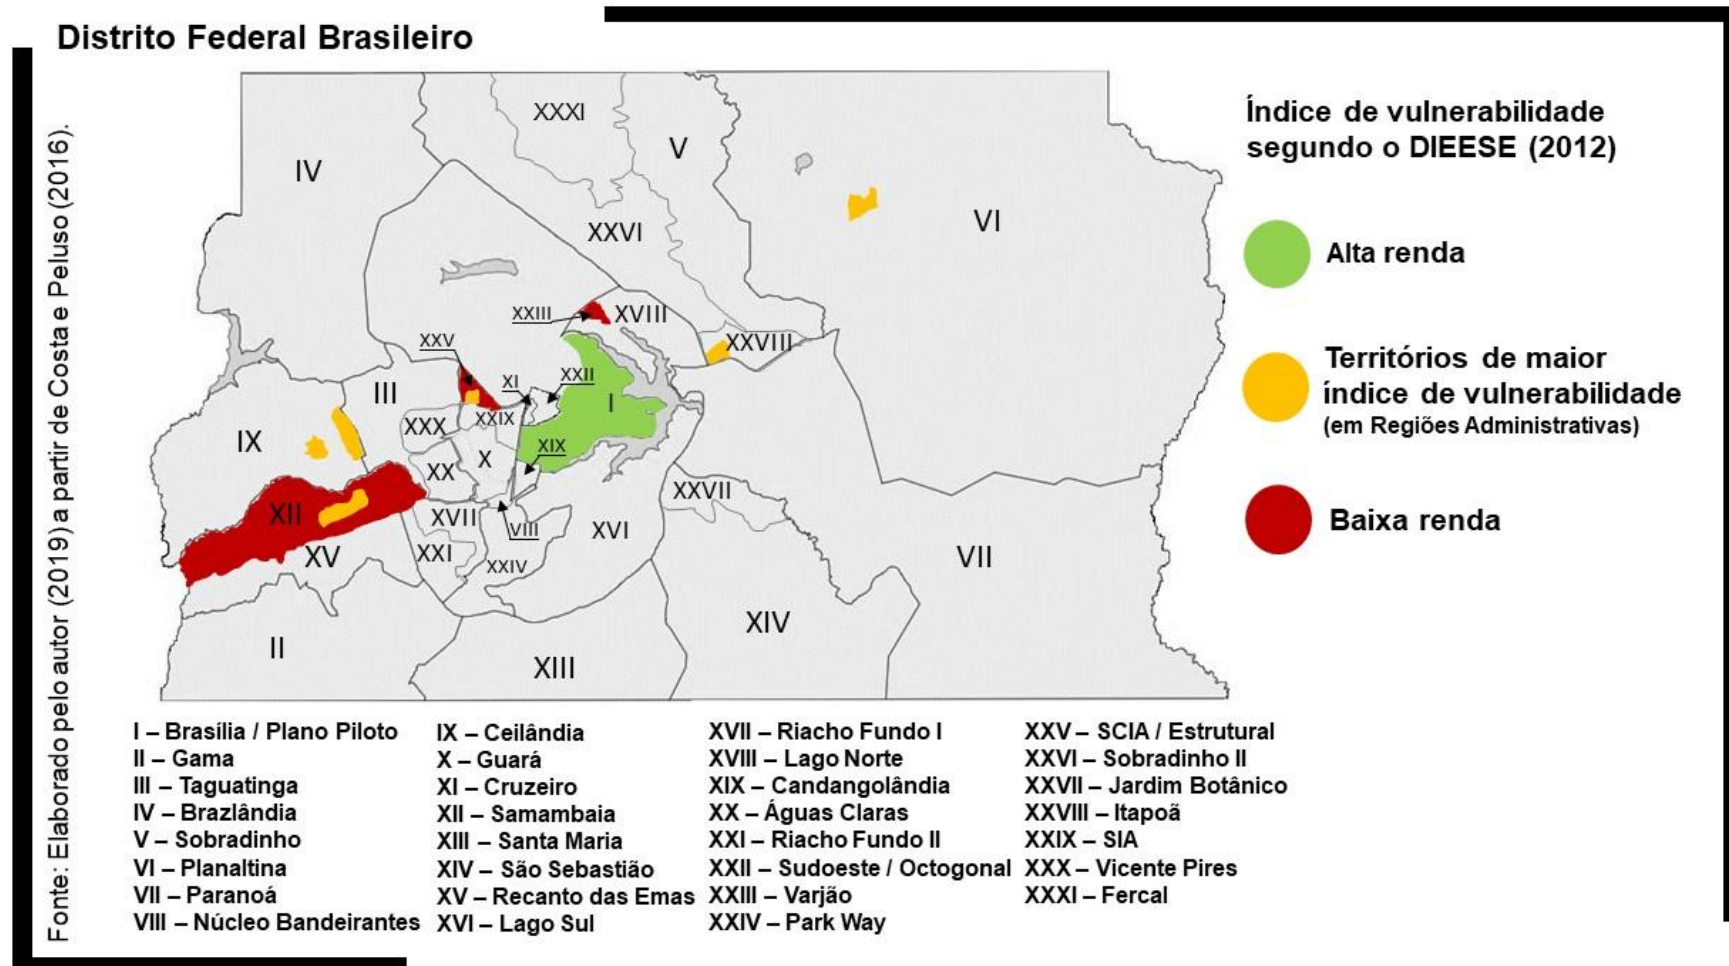 Distrito Federal Brasileiro
Fonte: Elaborado pelo autor (2019) a partir de Costa e Peluso (2016).
XXXI
V
IV
VI
XXVI
XXIII
XVIII
XXVIII
XXV
XI
XXII
III
I
XXIX
XXX
IX
XIX
X
XX
XXVII
XII
XVII
VIII
XVI
XV
XXI
XXIV
VII
XIV
II
XIII
Índice de vulnerabilidade
segundo o DIEESE (2012)
Alta renda
Territórios de maior
índice de vulnerabilidade
(em Regiões Administrativas)
Baixa renda
I – Brasília / Plano Piloto
II – Gama
III – Taguatinga
IV – Brazlândia
V – Sobradinho
VI – Planaltina
VII – Paranoá
VIII – Núcleo Bandeirantes
IX – Ceilândia
X – Guará
XI – Cruzeiro
XII – Samambaia
XIII – Santa Maria
XIV – São Sebastião
XV – Recanto das Emas
XVI – Lago Sul
XVII – Riacho Fundo I
XVIII – Lago Norte
XIX – Candangolândia
XX – Águas Claras
XXI – Riacho Fundo II
XXII – Sudoeste / Octogonal
XXIII – Varjão
XXIV – Park Way
XXV – SCIA / Estrutural
XXVI – Sobradinho II
XXVII – Jardim Botânico
XXVIII – Itapoã
XXIX – SIA
XXX – Vicente Pires
XXXI – Fercal